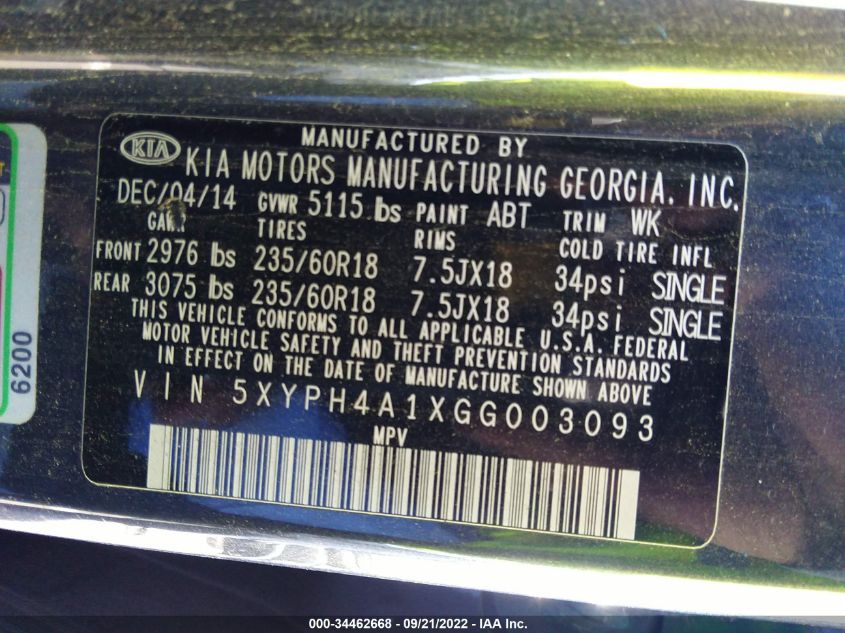 MANUFACTURED BY
KIA KIA MOTORS MANUFACTURING GEORGIA, INC.
DEC/04/14 GVWR 5115 lbs PAINT ABT TRIM WK
TIRES RIMS COLD TIRE INFL
FRONT 2976 lbs 235/60R18 7.5JX18 34psi SINGLE
REAR 3075 lbs 235/60R18 7.5JX18 34psi SINGLE
THIS VEHICLE CONFORMS TO ALL APPLICABLE U.S.A. FEDERAL
MOTOR VEHICLE SAFETY AND THEFT PREVENTION STANDARDS
IN EFFECT ON THE DATE OF MANUFACTURE SHOWN ABOVE
VIN 5XYPH4A1XGG003093
MPV
6200
000-34462668 - 09/21/2022 - IAA Inc.